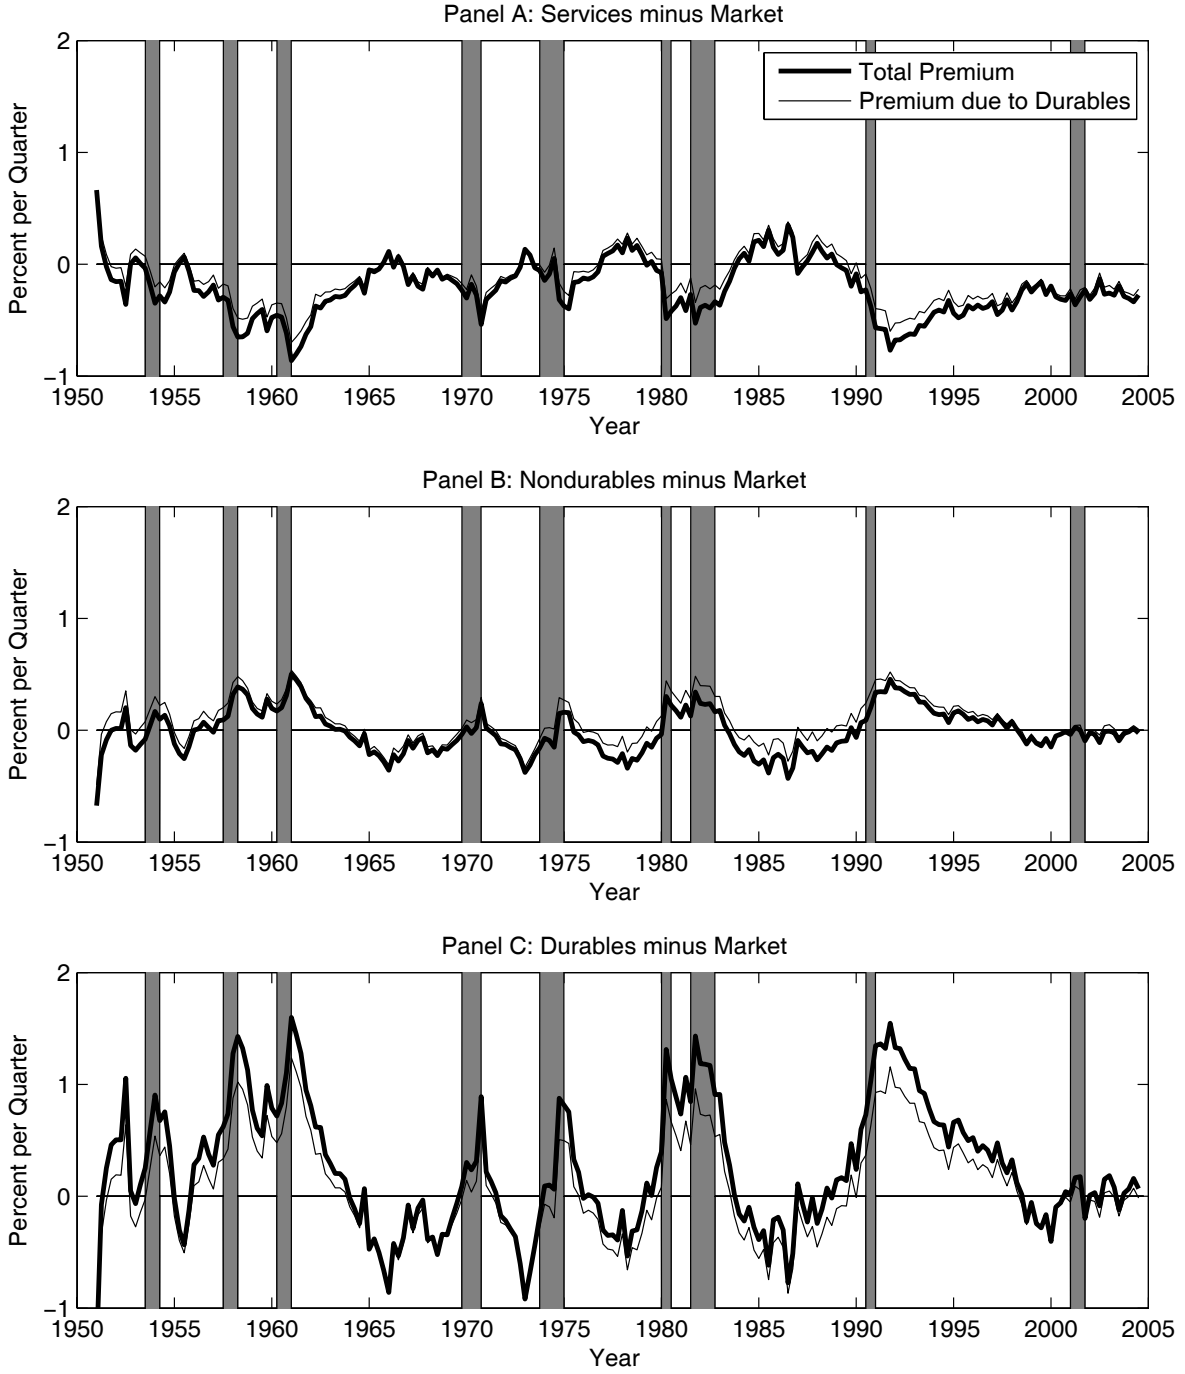 Panel A: Services minus Market
2
1
0
−1
Percent per Quarter
Total Premium
Premium due to Durables
1950 1955 1960 1965 1970 1975 1980 1985 1990 1995 2000 2005
Year
Panel B: Nondurables minus Market
2
1
0
−1
Percent per Quarter
1950 1955 1960 1965 1970 1975 1980 1985 1990 1995 2000 2005
Year
Panel C: Durables minus Market
2
1
0
−1
Percent per Quarter
1950 1955 1960 1965 1970 1975 1980 1985 1990 1995 2000 2005
Year